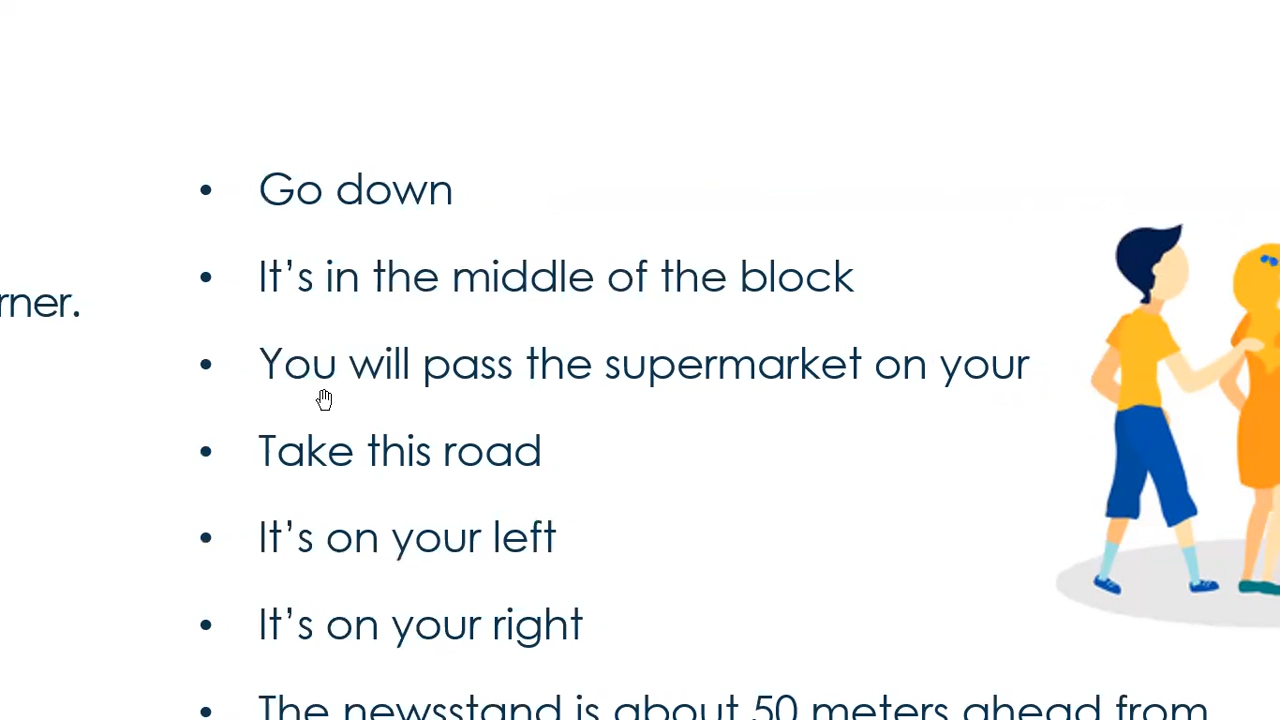 • Go down
• It's in the middle of the block
rner.
• You will pass the supermarket on your
• Take this road
• It's on your left
• It's on your right
• The newsstand is about 50 meters ahead from